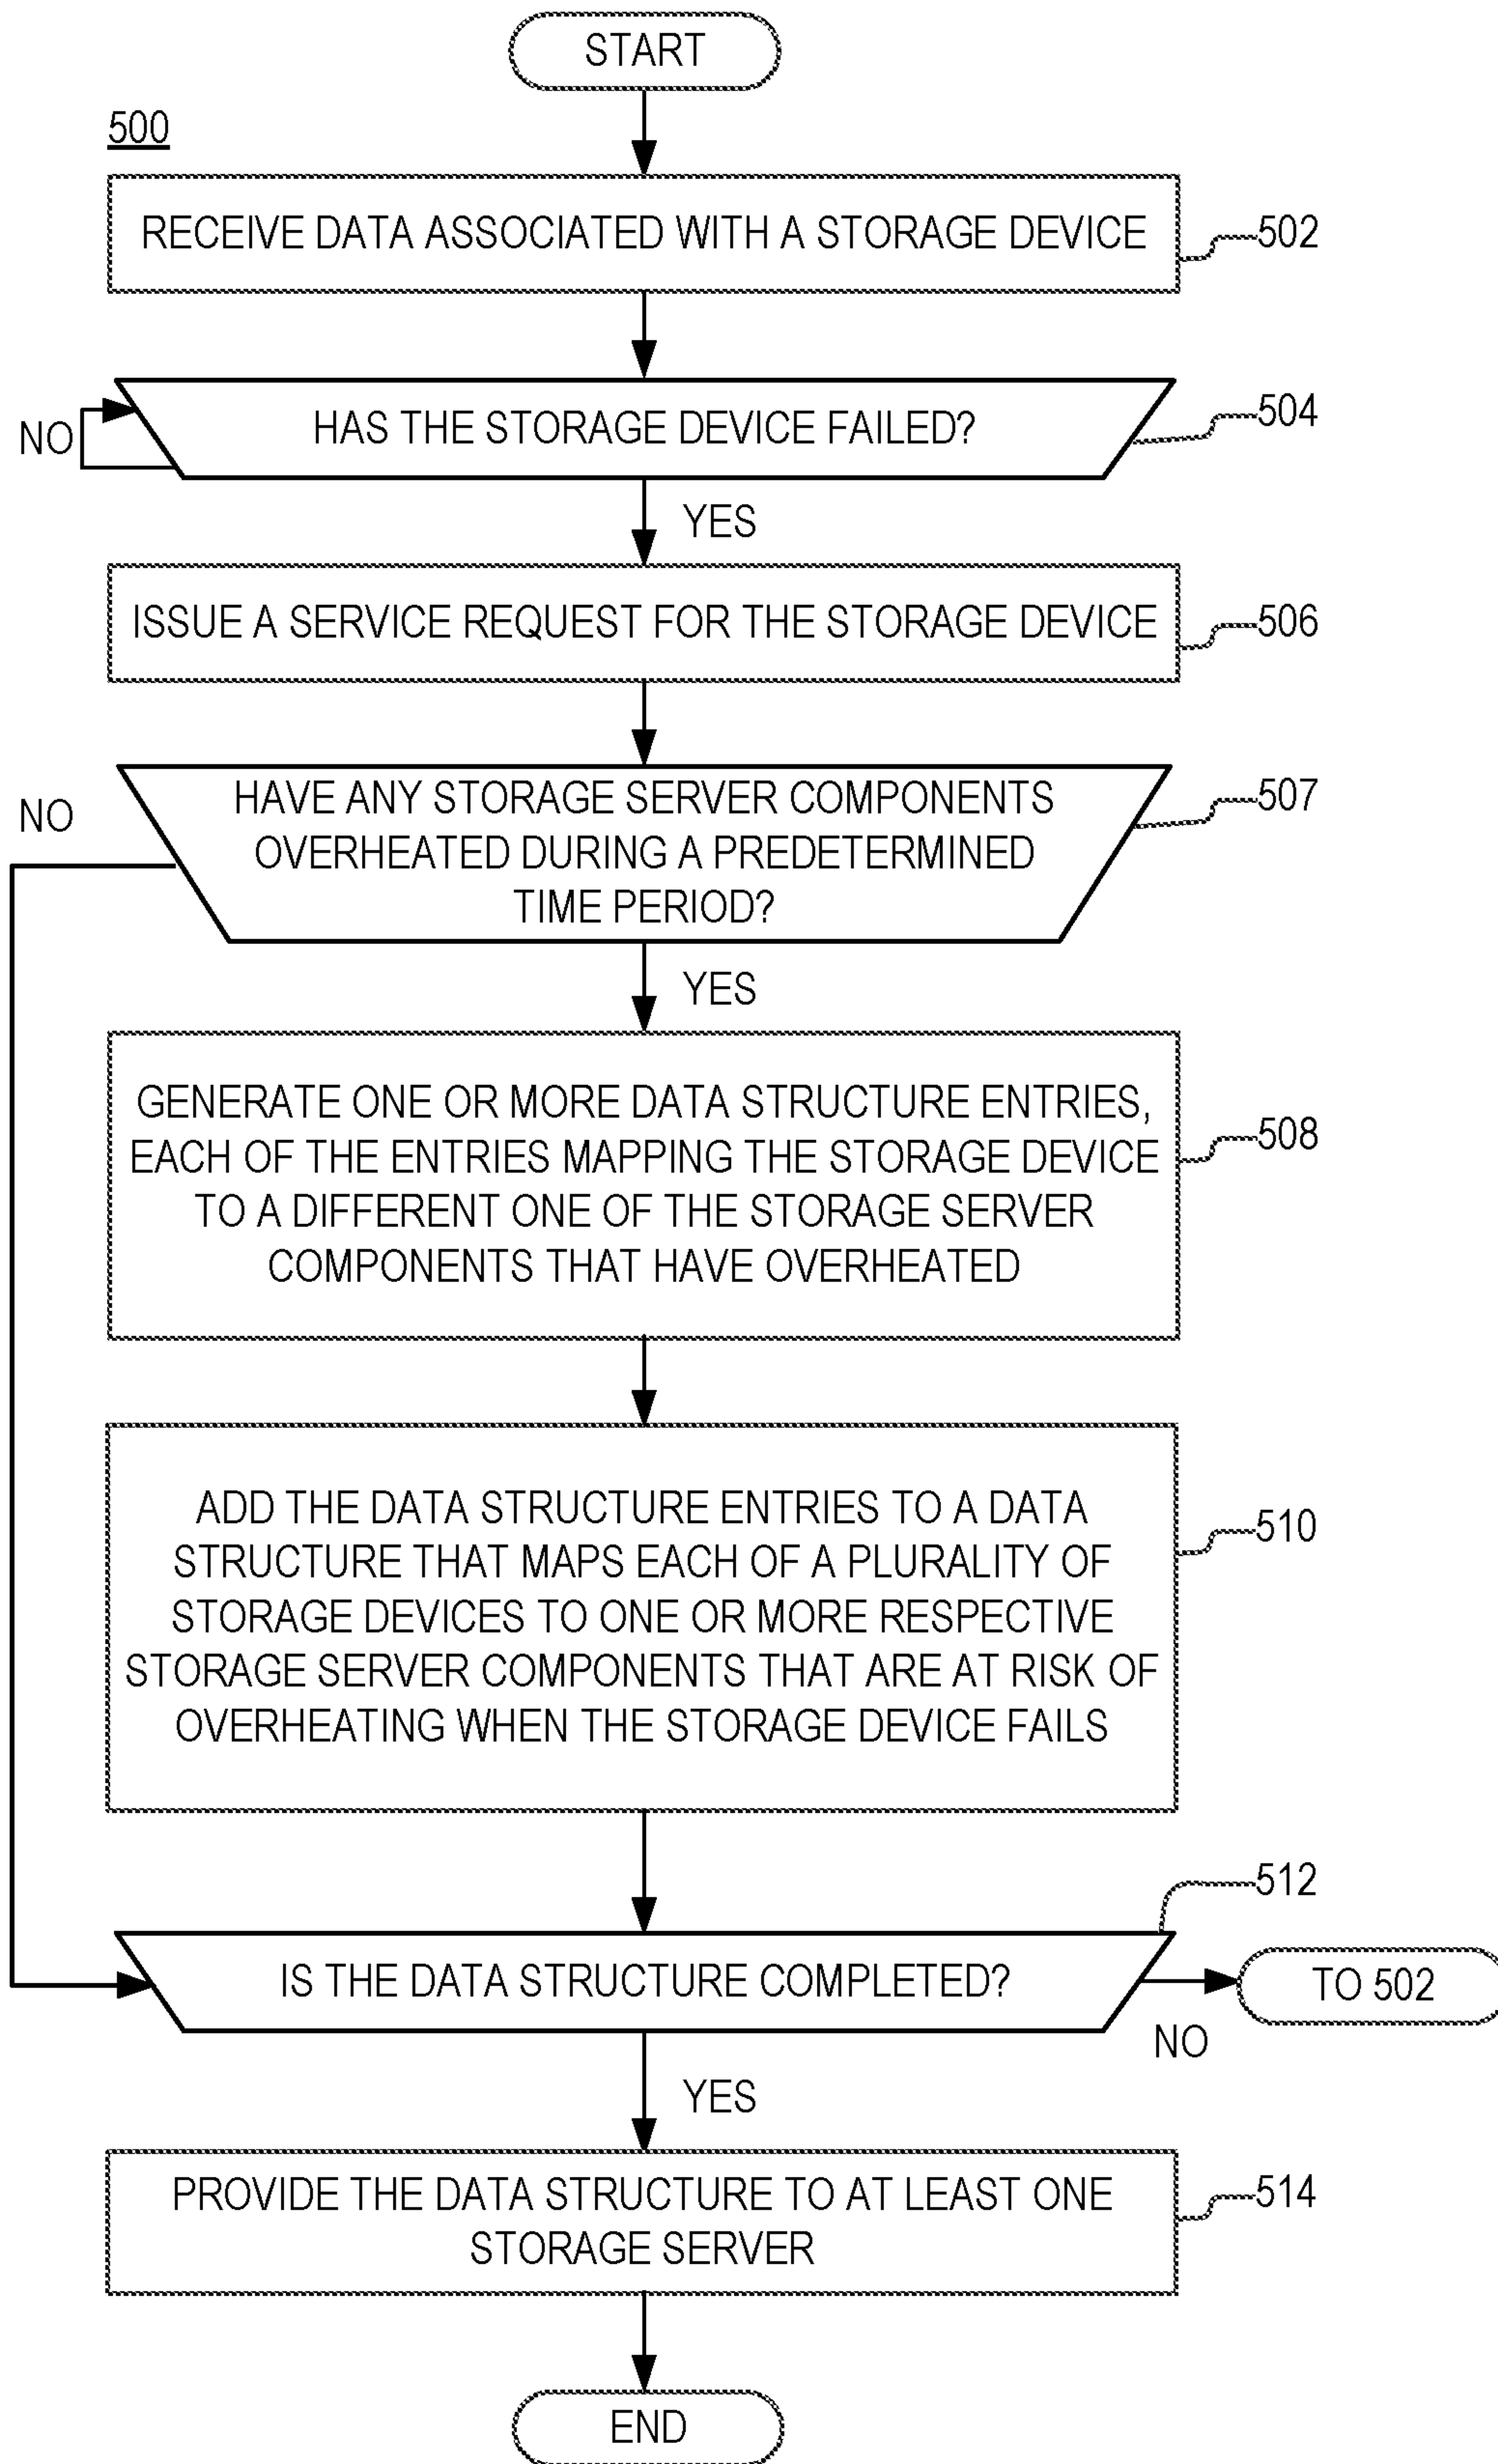 START
500
RECEIVE DATA ASSOCIATED WITH A STORAGE DEVICE
502
HAS THE STORAGE DEVICE FAILED?
504
NO
YES
ISSUE A SERVICE REQUEST FOR THE STORAGE DEVICE
506
HAVE ANY STORAGE SERVER COMPONENTS
OVERHEATED DURING A PREDETERMINED
TIME PERIOD?
507
NO
YES
GENERATE ONE OR MORE DATA STRUCTURE ENTRIES,
EACH OF THE ENTRIES MAPPING THE STORAGE DEVICE
TO A DIFFERENT ONE OF THE STORAGE SERVER
COMPONENTS THAT HAVE OVERHEATED
508
ADD THE DATA STRUCTURE ENTRIES TO A DATA
STRUCTURE THAT MAPS EACH OF A PLURALITY OF
STORAGE DEVICES TO ONE OR MORE RESPECTIVE
STORAGE SERVER COMPONENTS THAT ARE AT RISK OF
OVERHEATING WHEN THE STORAGE DEVICE FAILS
510
512
IS THE DATA STRUCTURE COMPLETED?
TO 502
NO
YES
PROVIDE THE DATA STRUCTURE TO AT LEAST ONE
STORAGE SERVER
514
END